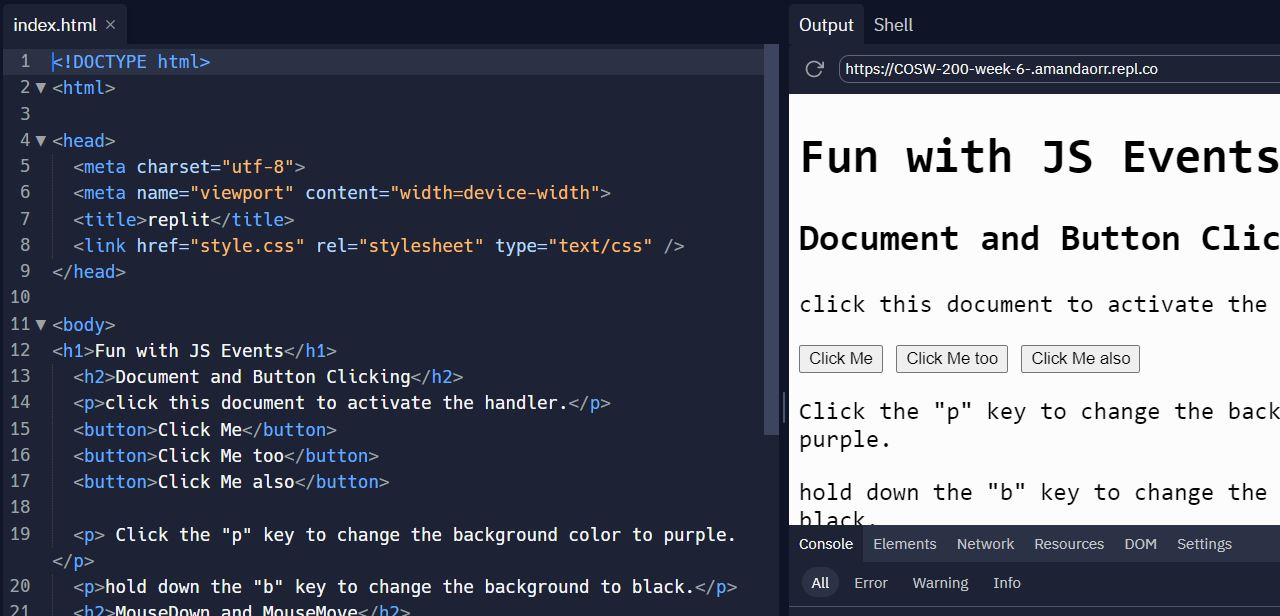 index.html ×
1 <!DOCTYPE html>
2 <html>
3
4 <head>
5 <meta charset="utf-8">
6 <meta name="viewport" content="width=device-width">
7 <title>replit</title>
8 <link href="style.css" rel="stylesheet" type="text/css" />
9 </head>
10
11 <body>
12 <h1>Fun with JS Events</h1>
13 <h2>Document and Button Clicking</h2>
14 <p>click this document to activate the handler.</p>
15 <button>Click Me</button>
16 <button>Click Me too</button>
17 <button>Click Me also</button>
18
19 <p> Click the "p" key to change the background color to purple.
</p>
20 <p>hold down the "b" key to change the background to black.</p>
21 <h2>MouseDown and MouseMove</h2>
Output Shell
https://COSW-200-week-6-.amandaorr.repl.co
Fun with JS Events
Document and Button Clic
click this document to activate the
Click Me Click Me too Click Me also
Click the "p" key to change the back
purple.
hold down the "b" key to change the
black.
Console Elements Network Resources DOM Settings
All Error Warning Info